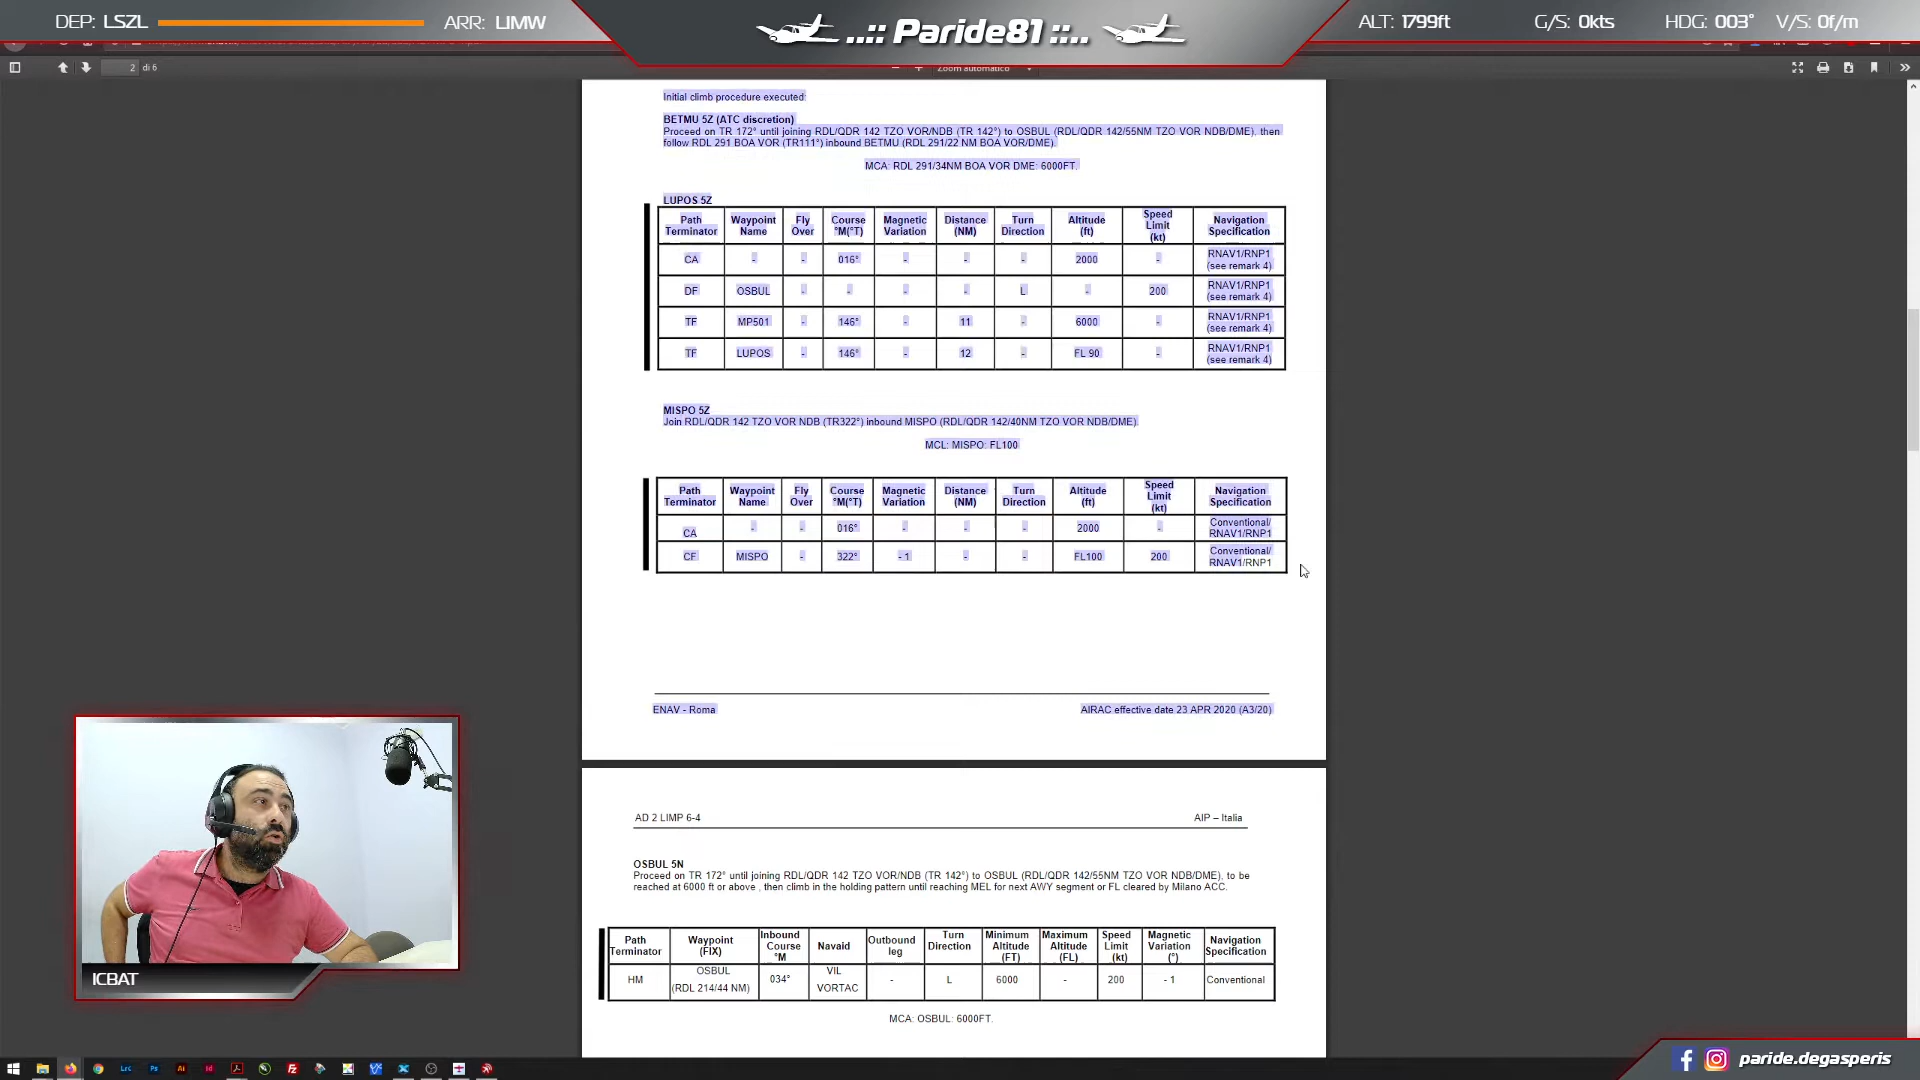 DEP: LSZL
ARR: LIMW
..:: Paride81 ::..
ALT: 1799ft
G/S: 0kts
HDG: 003°
V/S: 0f/m
2 di 6
Zoom automatico
Initial climb procedure executed:
BETMU 5Z (ATC discretion)
Proceed on TR 172° until joining RDL/QDR 142 TZO VOR/NDB (TR 142°) to OSBUL (RDL/QDR 142/55NM TZO VOR NDB/DME), then
follow RDL 291 BOA VOR (TR111°) inbound BETMU (RDL 291/22 NM BOA VOR/DME).
MCA: RDL 291/34NM BOA VOR DME: 6000FT.
LUPOS 5Z
Path Terminator Waypoint Name Fly Over Course °M(°T) Magnetic Variation Distance (NM) Turn Direction Altitude (ft) Speed Limit (kt) Navigation Specification
CA - - 016° - - - 2000 - RNAV1/RNP1 (see remark 4)
DF OSBUL - - - - L - 200 RNAV1/RNP1 (see remark 4)
TF MP501 - 146° - 11 - 6000 - RNAV1/RNP1 (see remark 4)
TF LUPOS - 146° - 12 - FL 90 - RNAV1/RNP1 (see remark 4)
MISPO 5Z
Join RDL/QDR 142 TZO VOR NDB (TR322°) inbound MISPO (RDL/QDR 142/40NM TZO VOR NDB/DME).
MCL: MISPO: FL100
Path Terminator Waypoint Name Fly Over Course °M(°T) Magnetic Variation Distance (NM) Turn Direction Altitude (ft) Speed Limit (kt) Navigation Specification
CA - - 016° - - - 2000 - Conventional/ RNAV1/RNP1
CF MISPO - 322° - 1 - - FL100 200 Conventional/ RNAV1/RNP1
ENAV - Roma
AIRAC effective date 23 APR 2020 (A3/20)
AD 2 LIMP 6-4
AIP – Italia
OSBUL 5N
Proceed on TR 172° until joining RDL/QDR 142 TZO VOR/NDB (TR 142°) to OSBUL (RDL/QDR 142/55NM TZO VOR NDB/DME), to be
reached at 6000 ft or above , then climb in the holding pattern until reaching MEL for next AWY segment or FL cleared by Milano ACC.
Path Terminator Waypoint (FIX) Inbound Course °M Navaid Outbound leg Turn Direction Minimum Altitude (FT) Maximum Altitude (FL) Speed Limit (kt) Magnetic Variation (°) Navigation Specification
HM OSBUL (RDL 214/44 NM) 034° VIL VORTAC - L 6000 - 200 - 1 Conventional
MCA: OSBUL: 6000FT.
ICBAT
Lrc Ps Ai Id
paride.degasperis